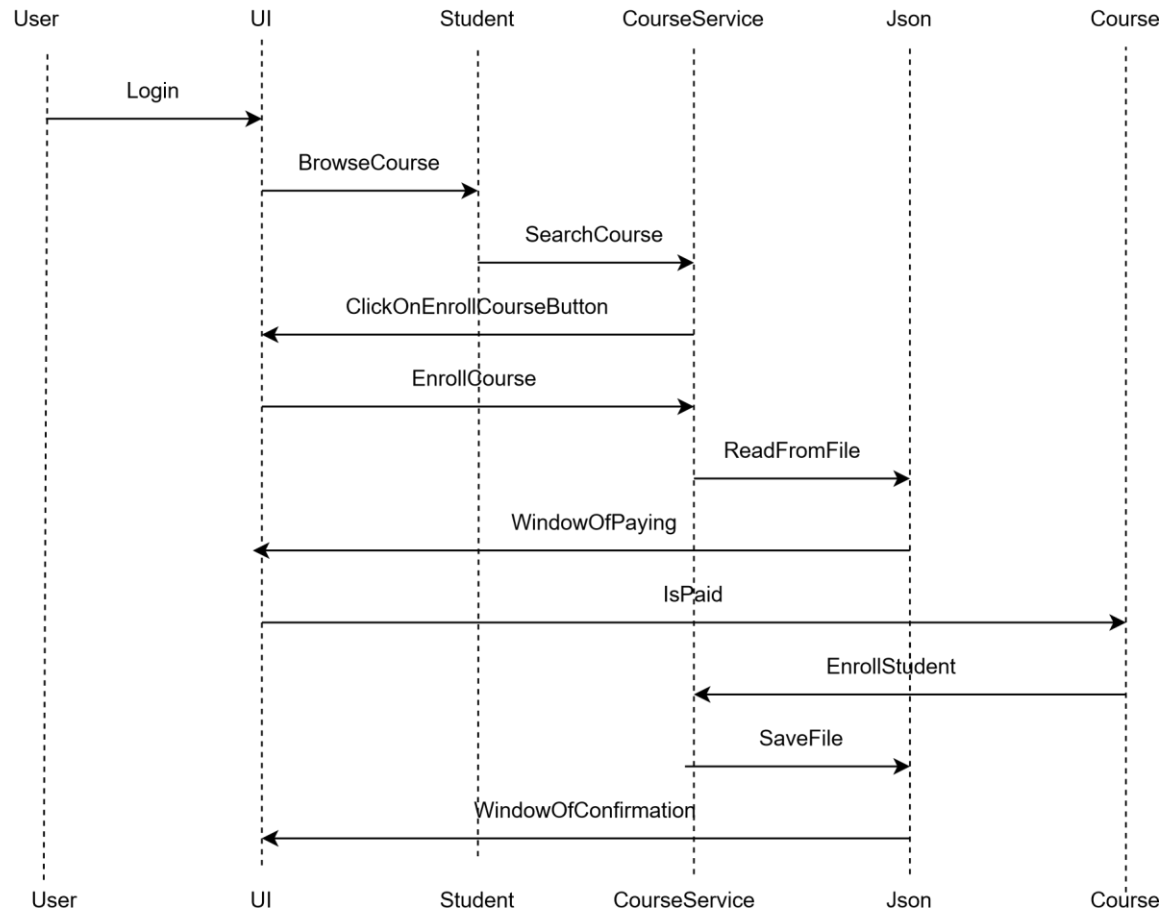 User UI Student CourseService Json Course
Login
BrowseCourse
SearchCourse
ClickOnEnrollCourseButton
EnrollCourse
ReadFromFile
WindowOfPaying
IsPaid
EnrollStudent
SaveFile
WindowOfConfirmation
User UI Student CourseService Json Course